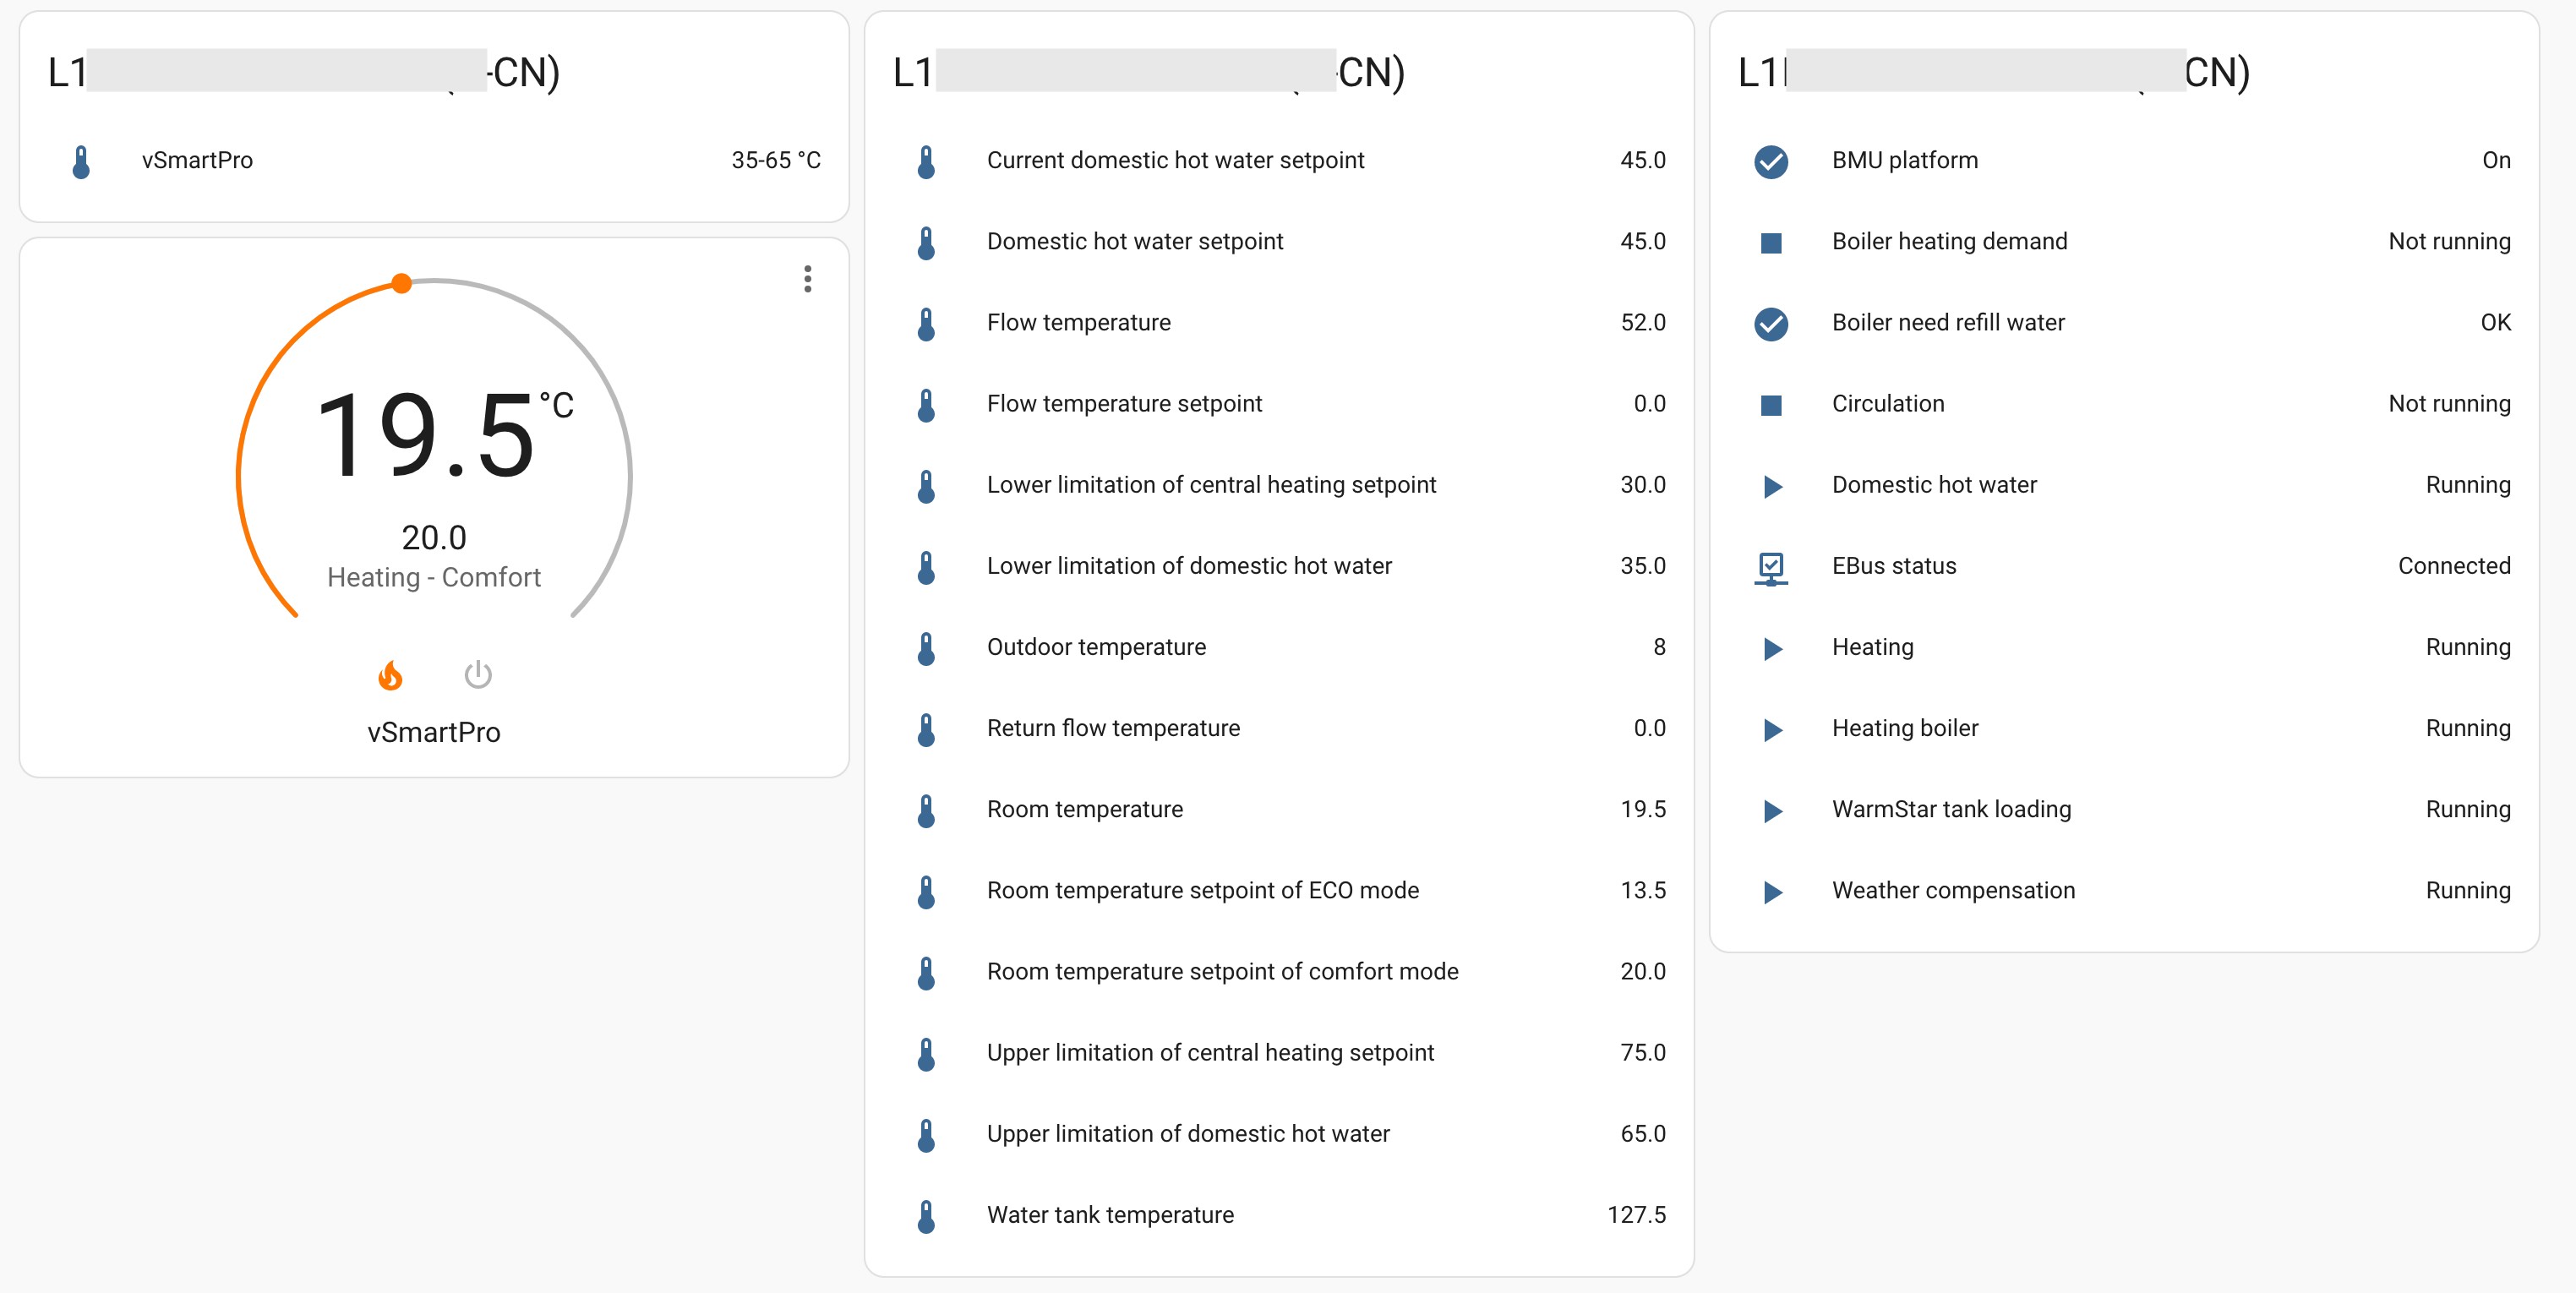 L1 -CN)
vSmartPro 35-65 °C
19.5 °C
20.0
Heating - Comfort
vSmartPro
L1 -CN)
Current domestic hot water setpoint 45.0
Domestic hot water setpoint 45.0
Flow temperature 52.0
Flow temperature setpoint 0.0
Lower limitation of central heating setpoint 30.0
Lower limitation of domestic hot water 35.0
Outdoor temperature 8
Return flow temperature 0.0
Room temperature 19.5
Room temperature setpoint of ECO mode 13.5
Room temperature setpoint of comfort mode 20.0
Upper limitation of central heating setpoint 75.0
Upper limitation of domestic hot water 65.0
Water tank temperature 127.5
L1 CN)
BMU platform On
Boiler heating demand Not running
Boiler need refill water OK
Circulation Not running
Domestic hot water Running
EBus status Connected
Heating Running
Heating boiler Running
WarmStar tank loading Running
Weather compensation Running